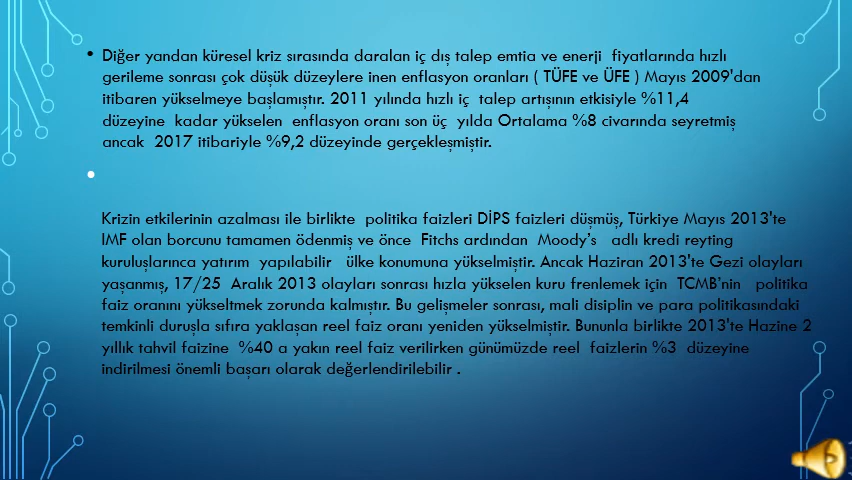 • Diğer yandan küresel kriz sırasında daralan iç dış talep emtia ve enerji fiyatlarında hızlı
gerileme sonrası çok düşük düzeylere inen enflasyon oranları ( TÜFE ve ÜFE ) Mayıs 2009'dan
itibaren yükselmeye başlamıştır. 2011 yılında hızlı iç talep artışının etkisiyle %11,4
düzeyine kadar yükselen enflasyon oranı son üç yılda Ortalama %8 civarında seyretmiş
ancak 2017 itibariyle %9,2 düzeyinde gerçekleşmiştir.
•
Krizin etkilerinin azalması ile birlikte politika faizleri DİPS faizleri düşmüş, Türkiye Mayıs 2013'te
IMF olan borcunu tamamen ödenmiş ve önce Fitchs ardından Moody's adlı kredi reyting
kuruluşlarınca yatırım yapılabilir ülke konumuna yükselmiştir. Ancak Haziran 2013'te Gezi olayları
yaşanmış, 17/25 Aralık 2013 olayları sonrası hızla yükselen kuru frenlemek için TCMB'nin politika
faiz oranını yükseltmek zorunda kalmıştır. Bu gelişmeler sonrası, mali disiplin ve para politikasındaki
temkinli duruşla sıfıra yaklaşan reel faiz oranı yeniden yükselmiştir. Bununla birlikte 2013'te Hazine 2
yıllık tahvil faizine %40 a yakın reel faiz verilirken günümüzde reel faizlerin %3 düzeyine
indirilmesi önemli başarı olarak değerlendirilebilir .